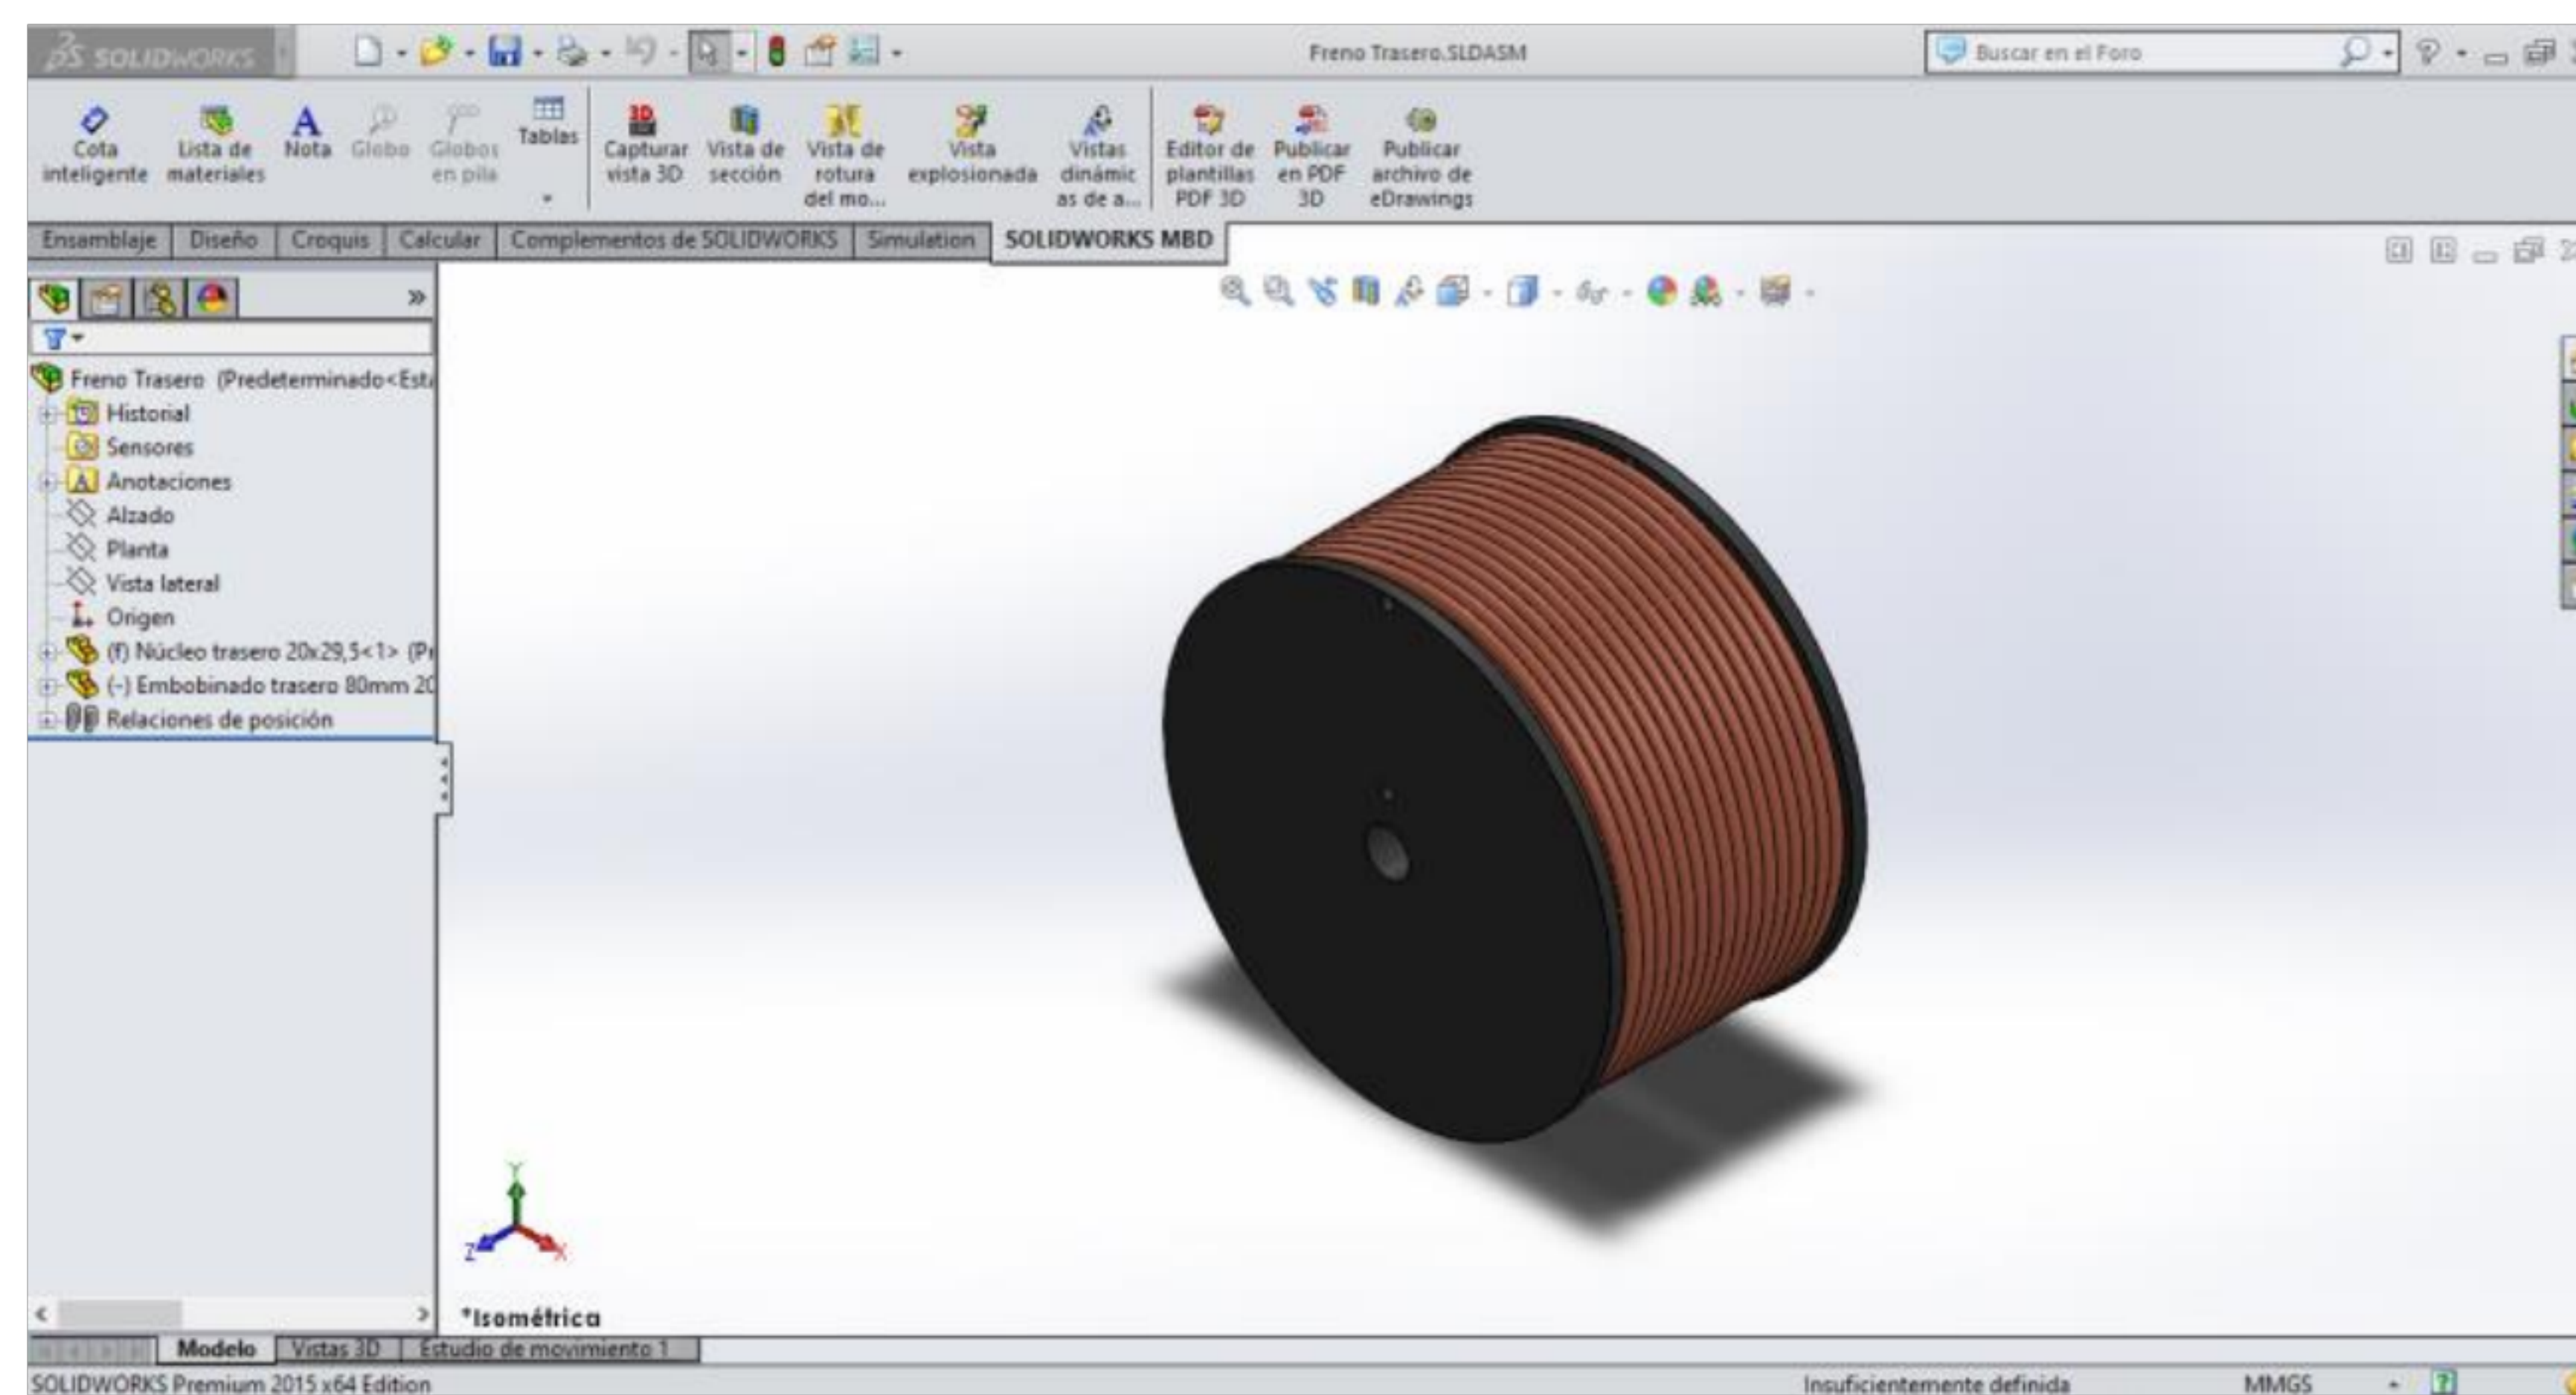 SOLIDWORKS
Freno Trasero.SLDASM
Buscar en el Foro
Cota inteligente
Lista de materiales
Nota
Globo
Globos en pila
Tablas
Capturar vista 3D
Vista de sección
Vista de rotura del mo...
Vista explosionada
Vistas dinámic as de a...
Editor de plantillas PDF 3D
Publicar en PDF 3D
Publicar archivo de eDrawings
Ensamblaje Diseño Croquis Calcular Complementos de SOLIDWORKS Simulation SOLIDWORKS MBD
Freno Trasero (Predeterminado<Esta
Historial
Sensores
Anotaciones
Alzado
Planta
Vista lateral
Origen
(f) Núcleo trasero 20x29,5<1> (Pr
(-) Embobinado trasero 80mm 20
Relaciones de posición
Y
Z
X
*Isométrica
Modelo Vistas 3D Estudio de movimiento 1
SOLIDWORKS Premium 2015 x64 Edition
Insuficientemente definida
MMGS